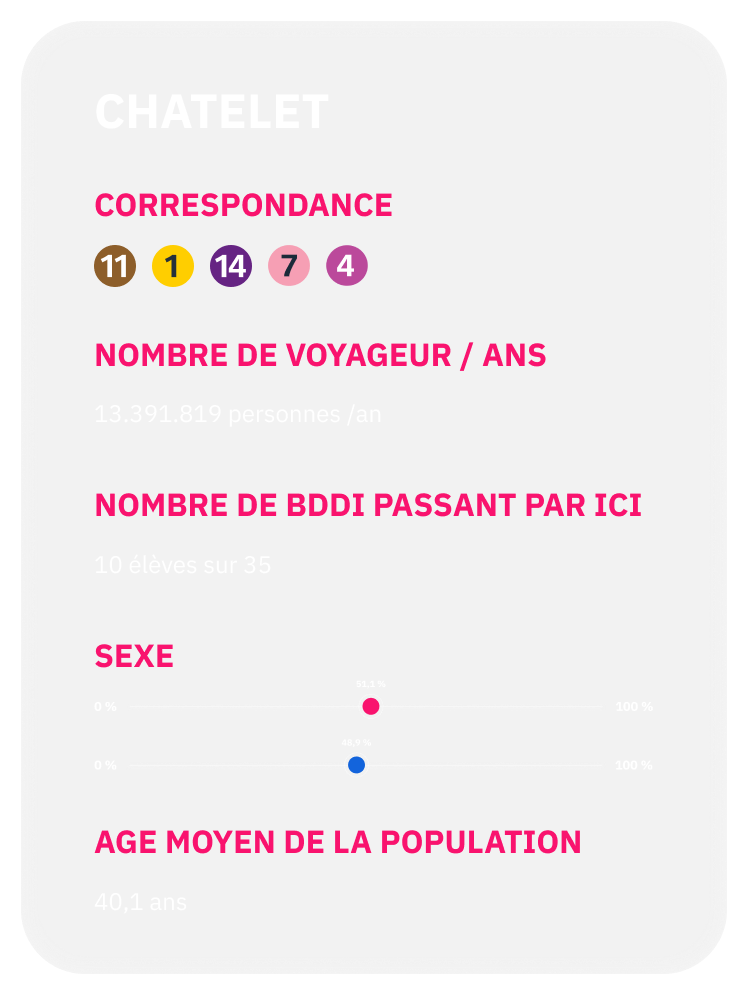 CHATELET
CORRESPONDANCE
11 1 14 7 4
NOMBRE DE VOYAGEUR / ANS
13.391.819 personnes /an
NOMBRE DE BDDI PASSANT PAR ICI
10 élèves sur 35
SEXE
51,1 %
0 % 100 %
48,9 %
0 % 100 %
AGE MOYEN DE LA POPULATION
40,1 ans